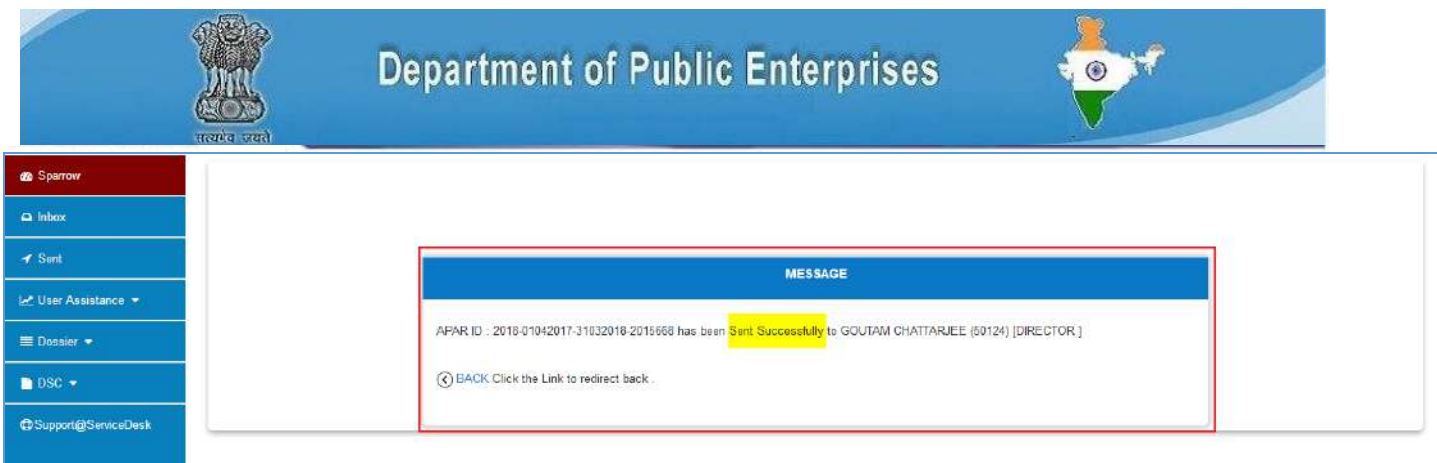 Department of Public Enterprises
सत्यमेव जयते
Sparrow
Inbox
Sent
User Assistance
Dossier
DSC
Support@ServiceDesk
MESSAGE
APAR ID : 2018-01042017-31032018-2015668 has been Sent Successfully to GOUTAM CHATTARJEE (50124) [DIRECTOR ]
BACK Click the Link to redirect back .